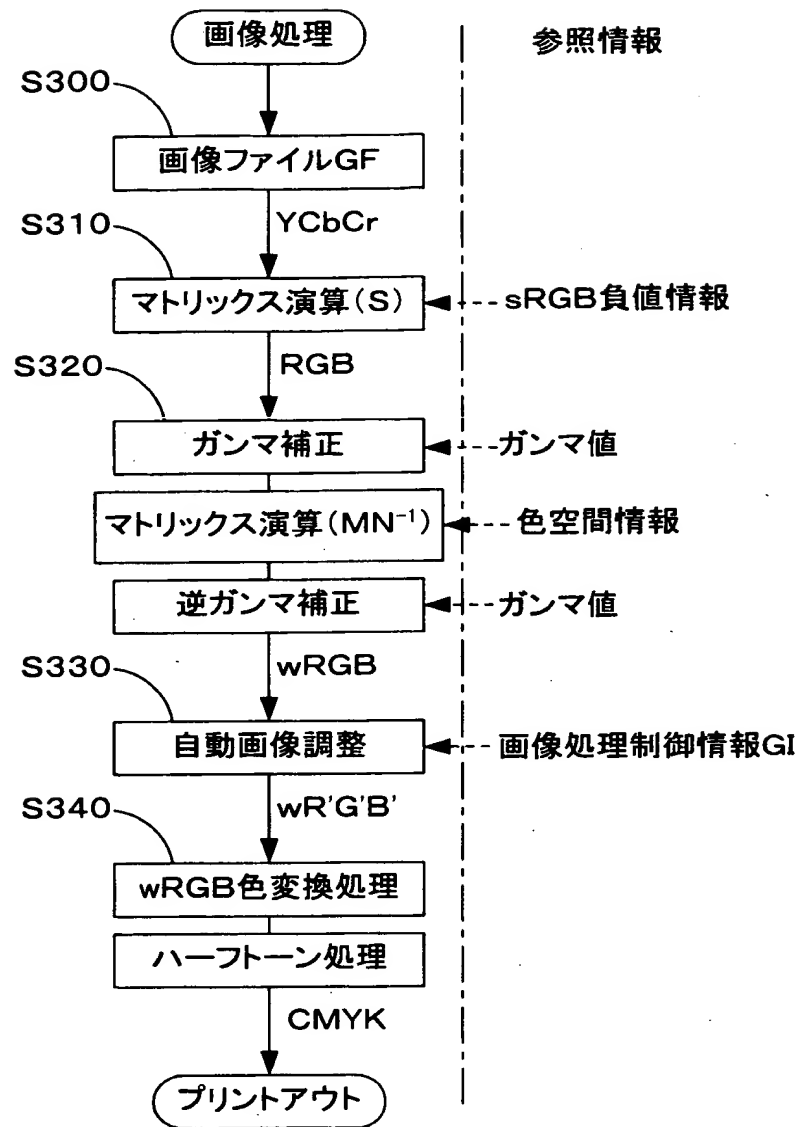 画像処理
参照情報
S300
画像ファイルGF
YCbCr
S310
マトリックス演算(S)
sRGB負値情報
RGB
S320
ガンマ補正
ガンマ値
マトリックス演算(MN⁻¹)
色空間情報
逆ガンマ補正
ガンマ値
wRGB
S330
自動画像調整
画像処理制御情報GI
wR'G'B'
S340
wRGB色変換処理
ハーフトーン処理
CMYK
プリントアウト